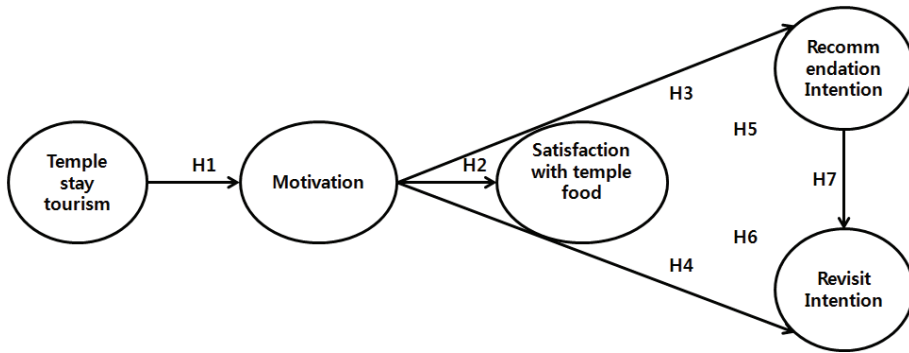 Temple
stay
tourism
H1
Motivation
H2
Satisfaction
with temple
food
H3
H4
H5
H6
Recomm
endation
Intention
H7
Revisit
Intention